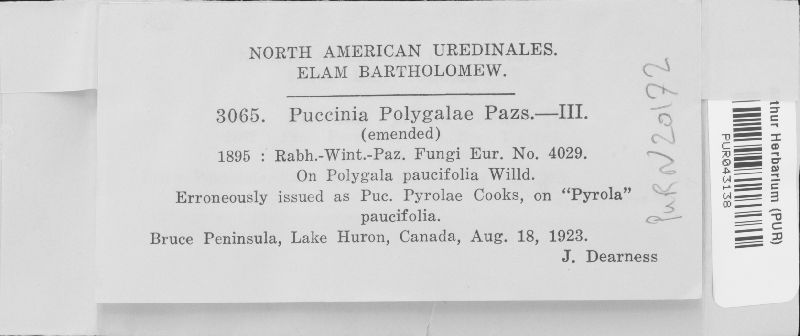 NORTH AMERICAN UREDINALES.
ELAM BARTHOLOMEW.
3065. Puccinia Polygalae Pazs.—III.
(emended)
1895 : Rabh.-Wint.-Paz. Fungi Eur. No. 4029.
On Polygala paucifolia Willd.
Erroneously issued as Puc. Pyrolae Cooks, on “Pyrola”
paucifolia.
Bruce Peninsula, Lake Huron, Canada, Aug. 18, 1923.
J. Dearness
PUR N20172
thur Herbarium (PUR)
PUR043138